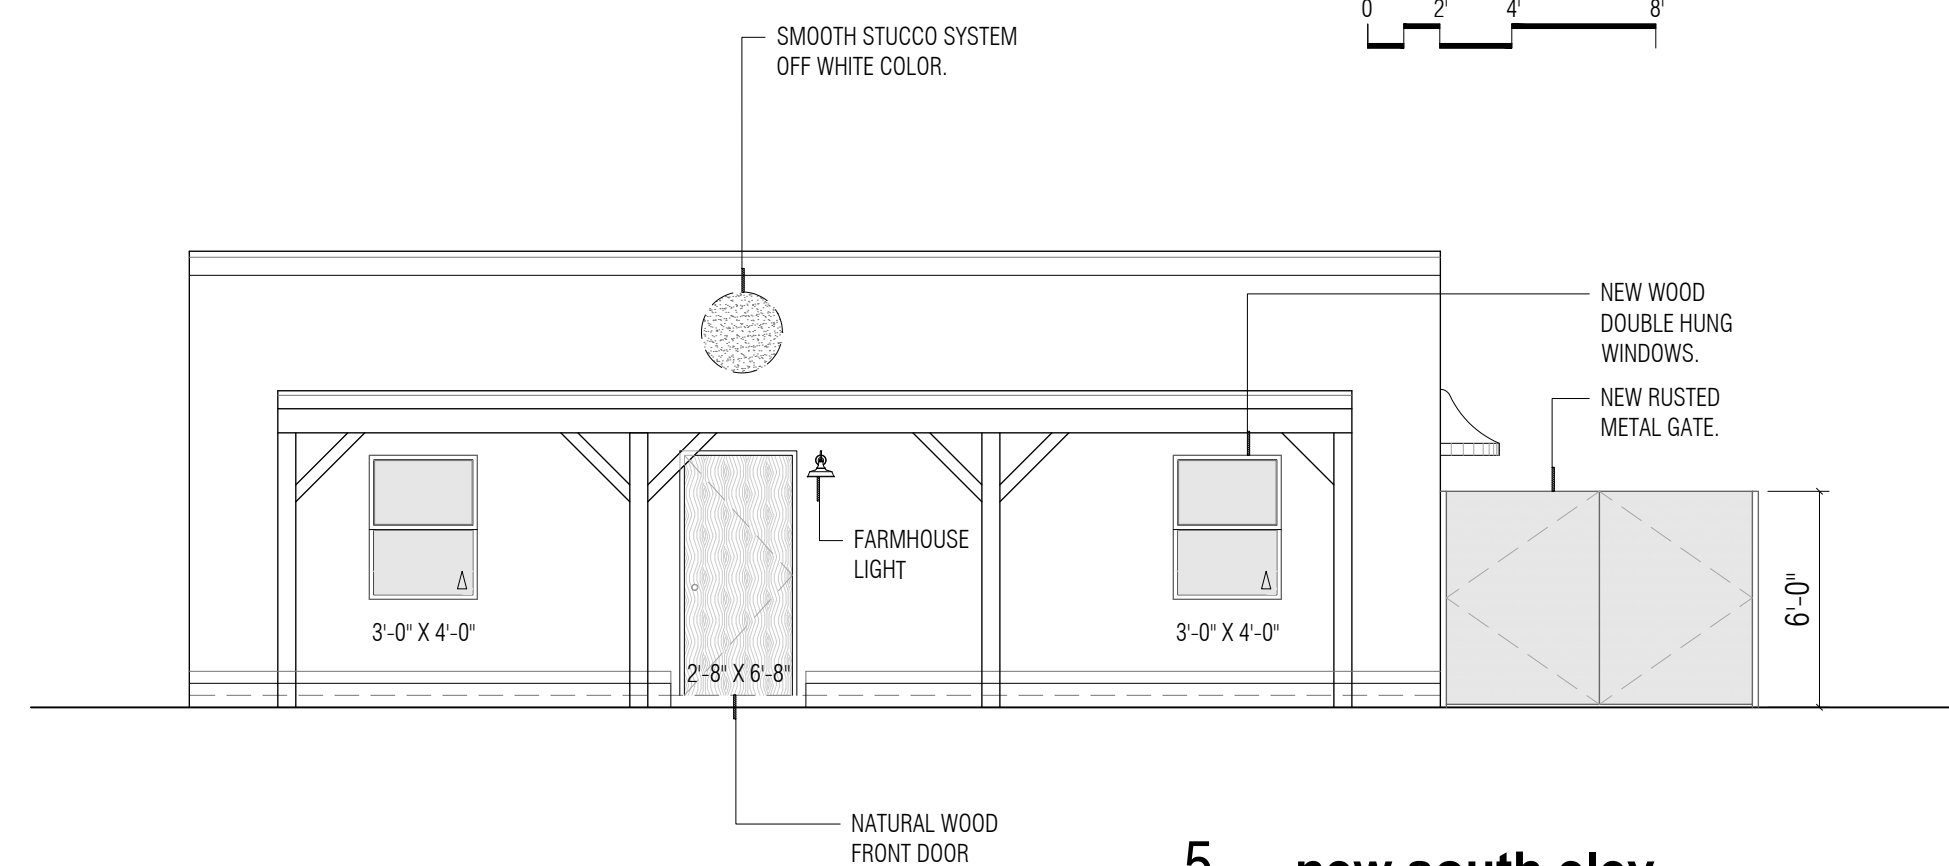 0 2' 4' 8'
SMOOTH STUCCO SYSTEM
OFF WHITE COLOR.
NEW WOOD
DOUBLE HUNG
WINDOWS.
NEW RUSTED
METAL GATE.
FARMHOUSE
LIGHT
6'-0"
3'-0" X 4'-0"
3'-0" X 4'-0"
2'-8" X 6'-8"
NATURAL WOOD
FRONT DOOR
5 new south elev